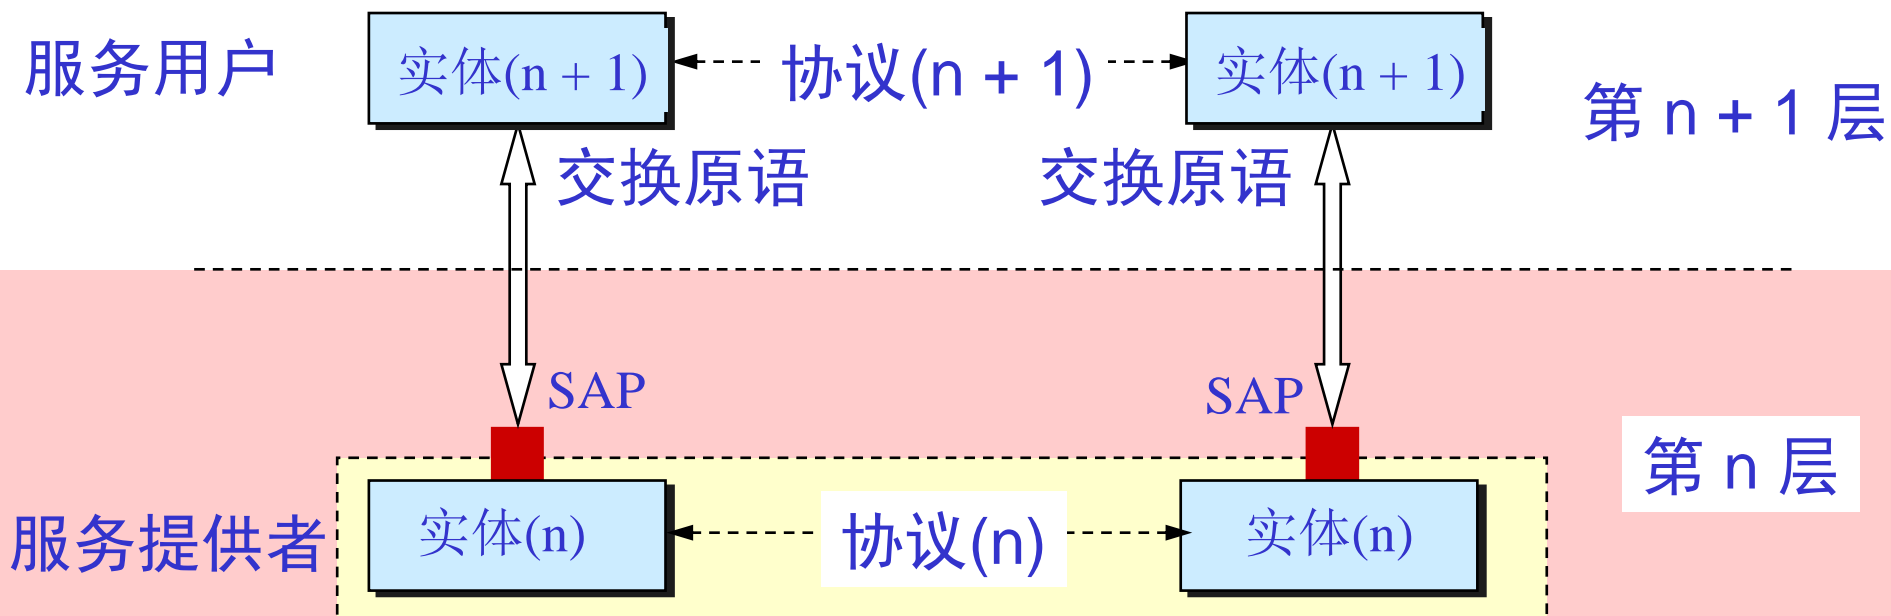 服务用户
实体(n + 1)
协议(n + 1)
实体(n + 1)
第 n + 1 层
交换原语
交换原语
SAP
SAP
第 n 层
服务提供者
实体(n)
协议(n)
实体(n)